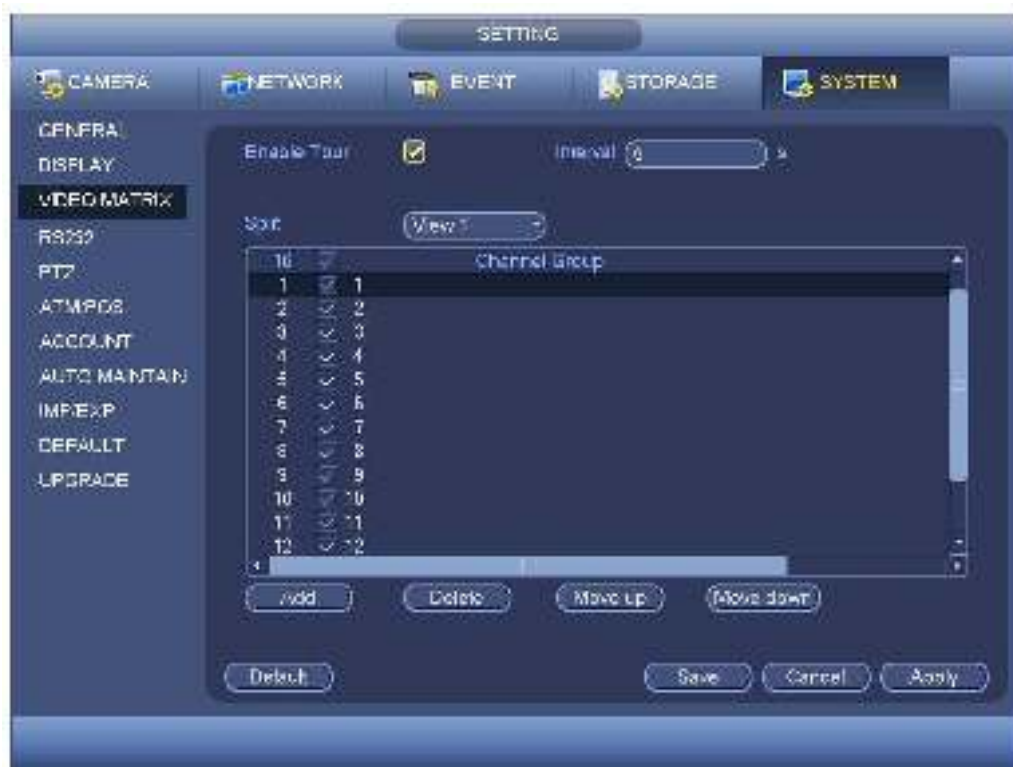 SETTING
CAMERA NETWORK EVENT STORAGE SYSTEM
GENERAL
DISPLAY
VIDEO MATRIX
RS232
PTZ
ATM/POS
ACCOUNT
AUTO MAINTAIN
IMP/EXP
DEFAULT
UPGRADE
Enable Tour Interval s
Split View 1
16 Channel Group
1 1
2 2
3 3
4 4
5 5
6 6
7 7
8 8
9 9
10 10
11 11
12 12
Add Delete Move up Move down
Default Save Cancel Apply